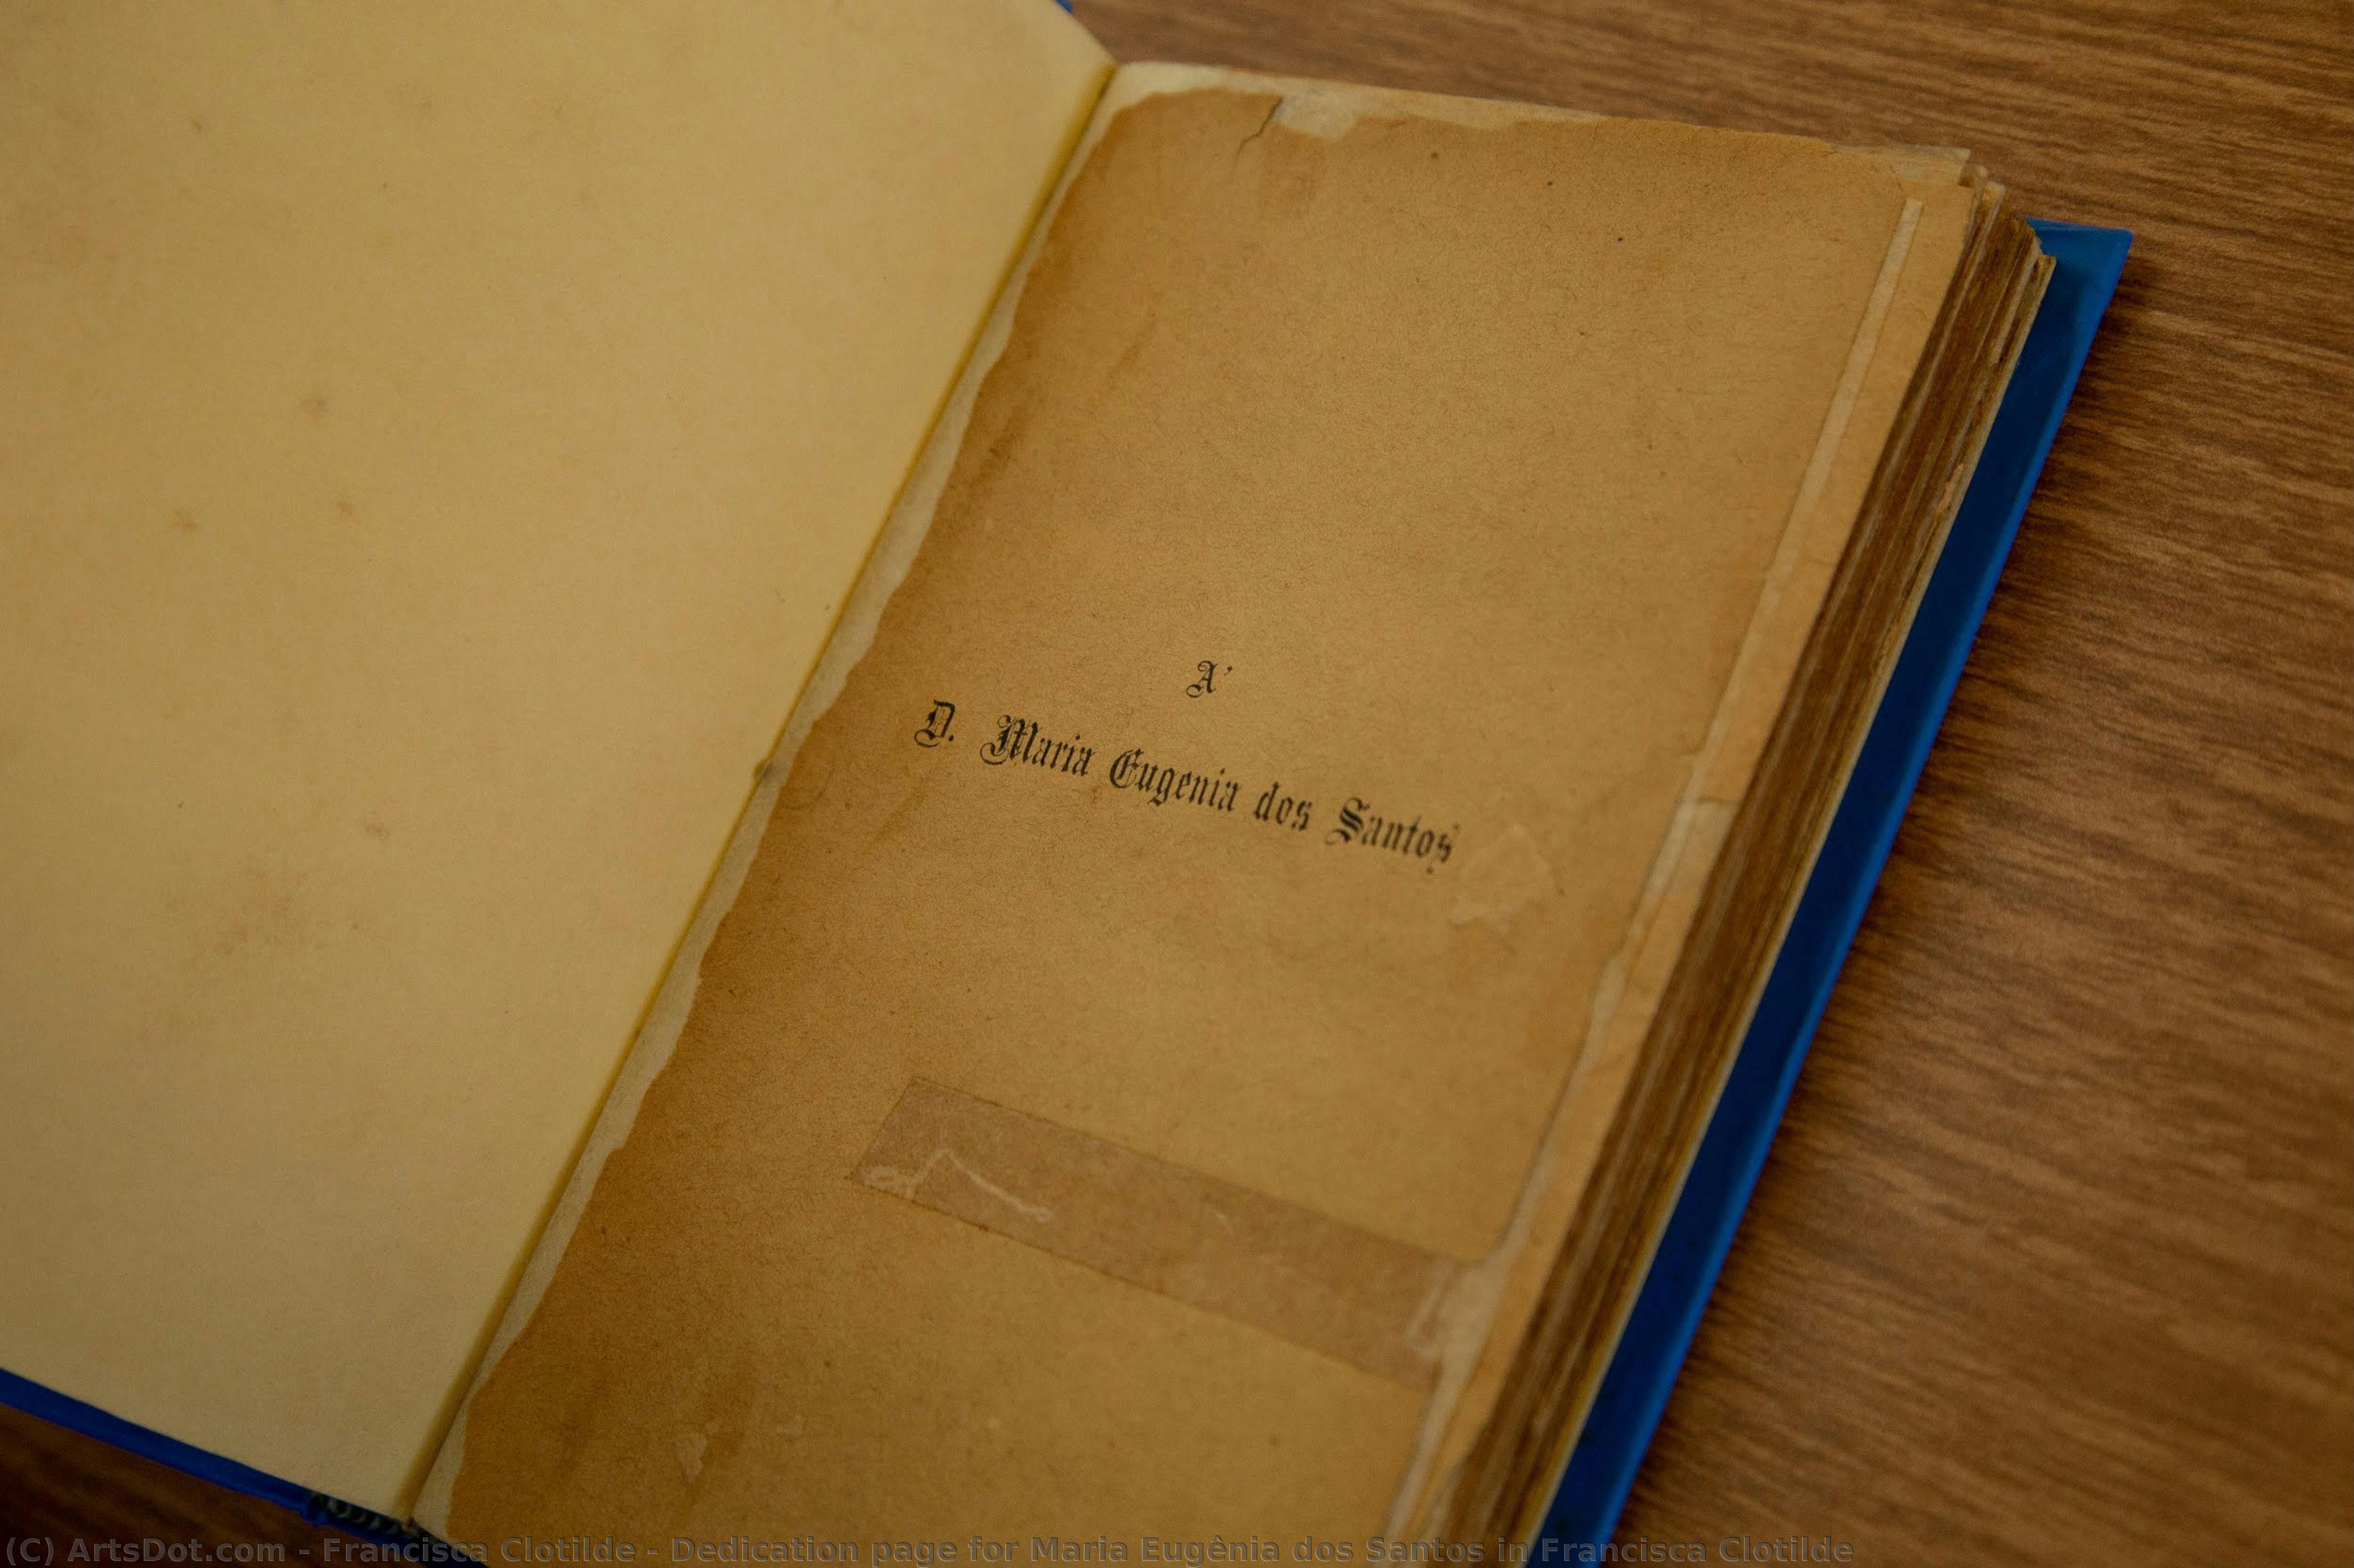 A'
D. Maria Eugenia dos Santos
(C) ArtsDot.com - Francisca Clotilde - Dedication page for Maria Eugênia dos Santos in Francisca Clotilde